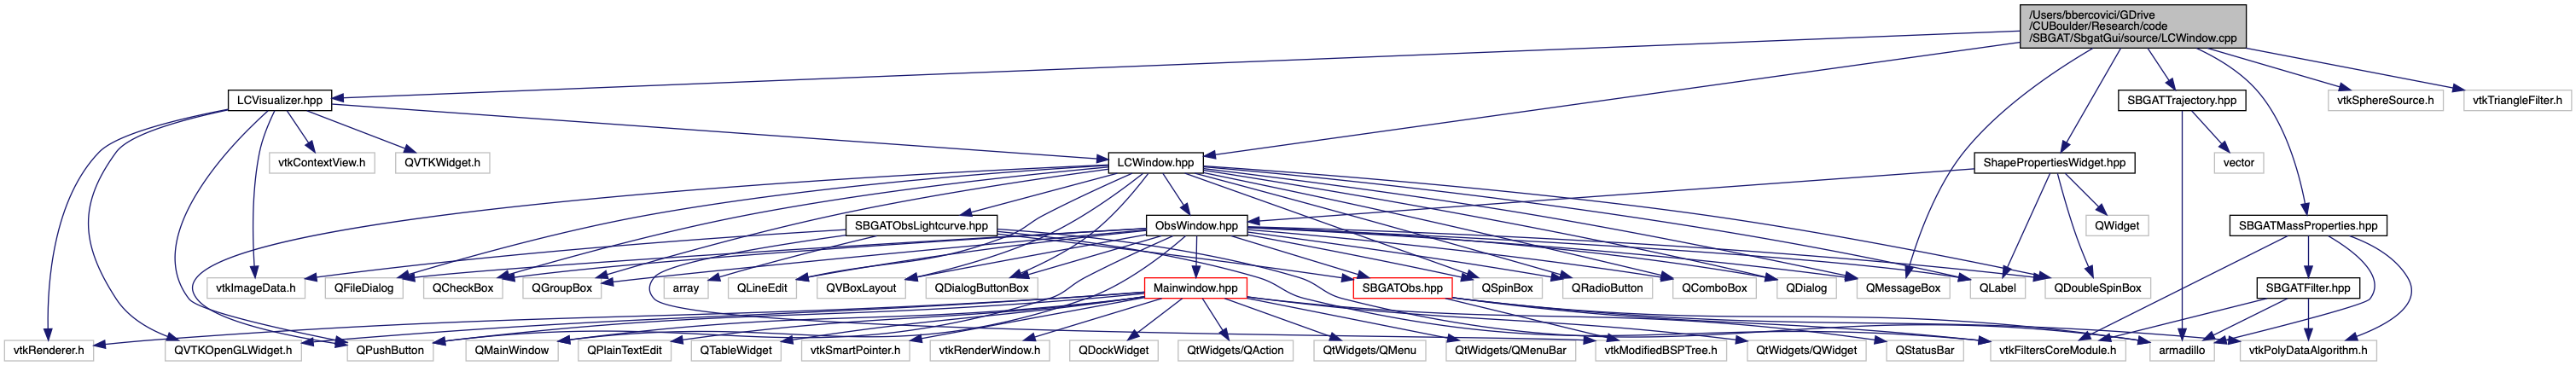 /Users/bbercovici/GDrive
/CUBoulder/Research/code
/SBGAT/SbgatGui/source/LCWindow.cpp
LCVisualizer.hpp
SBGATTrajectory.hpp
vtkSphereSource.h
vtkTriangleFilter.h
vtkContextView.h
QVTKWidget.h
LCWindow.hpp
ShapePropertiesWidget.hpp
vector
SBGATObsLightcurve.hpp
ObsWindow.hpp
QWidget
SBGATMassProperties.hpp
vtkImageData.h
QFileDialog
QCheckBox
QGroupBox
array
QLineEdit
QVBoxLayout
QDialogButtonBox
Mainwindow.hpp
SBGATObs.hpp
QSpinBox
QRadioButton
QComboBox
QDialog
QMessageBox
QLabel
QDoubleSpinBox
SBGATFilter.hpp
vtkRenderer.h
QVTKOpenGLWidget.h
QPushButton
QMainWindow
QPlainTextEdit
QTableWidget
vtkSmartPointer.h
vtkRenderWindow.h
QDockWidget
QtWidgets/QAction
QtWidgets/QMenu
QtWidgets/QMenuBar
vtkModifiedBSPTree.h
QtWidgets/QWidget
QStatusBar
vtkFiltersCoreModule.h
armadillo
vtkPolyDataAlgorithm.h